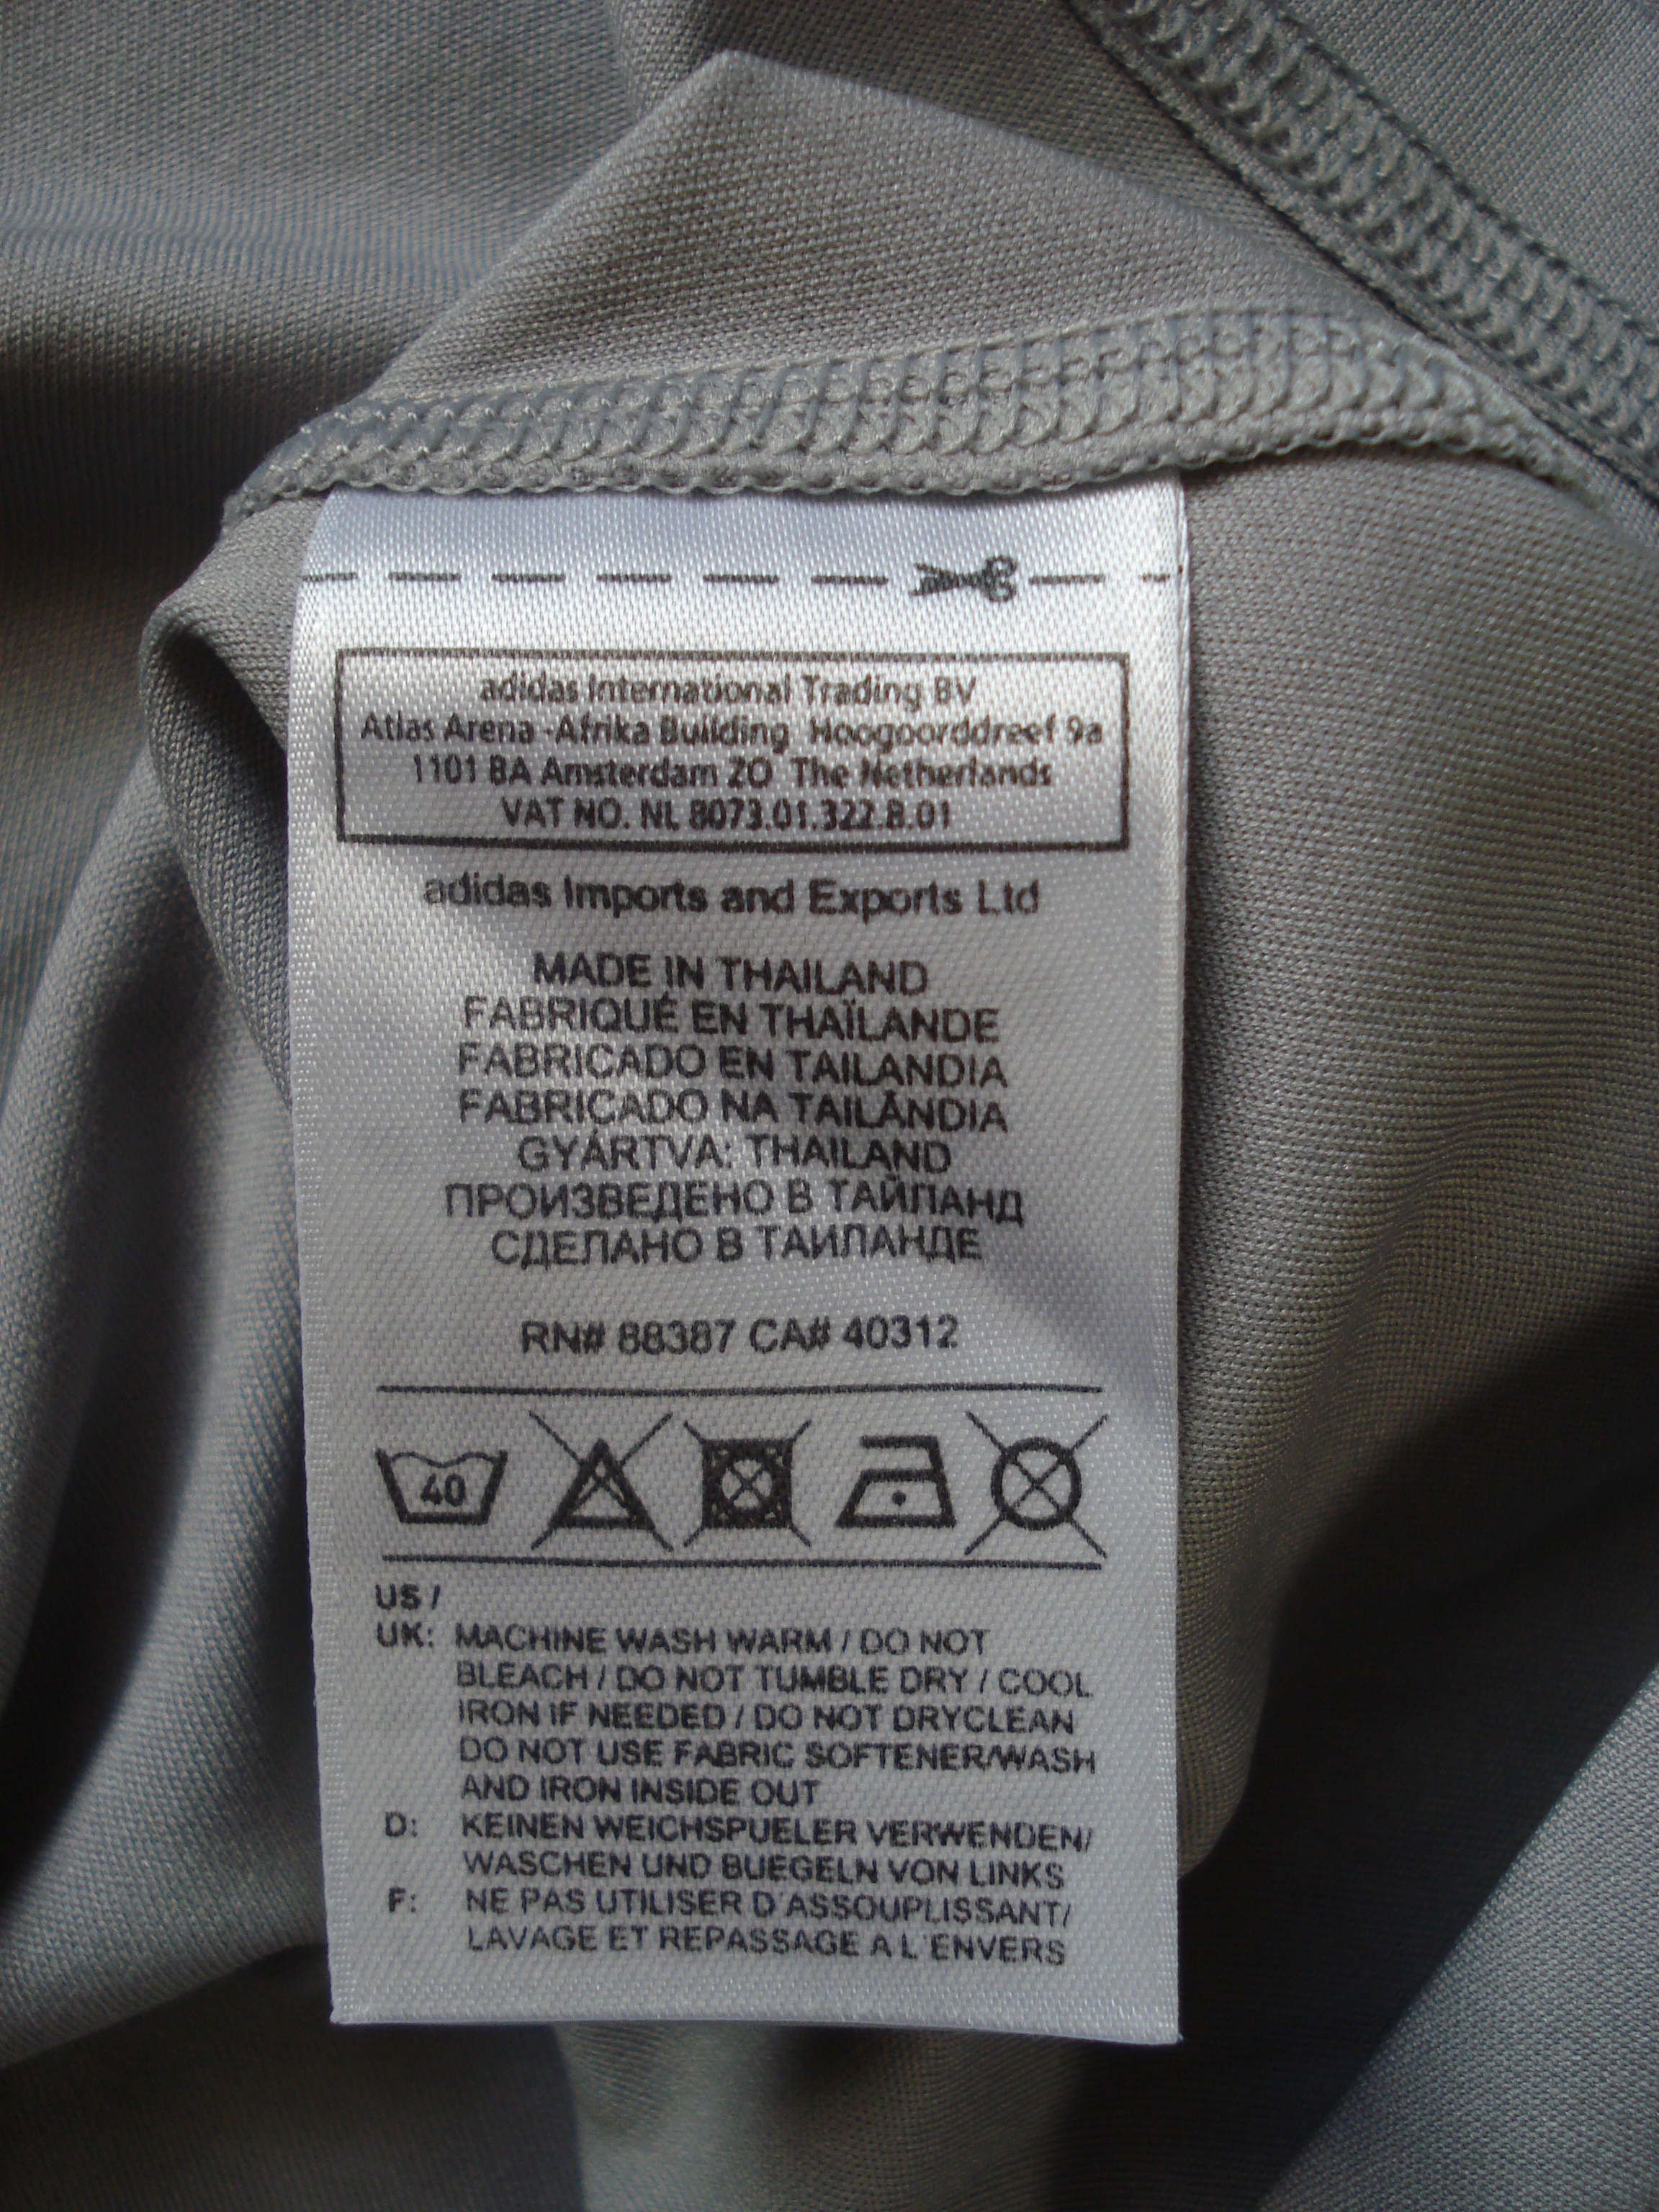 adidas International Trading BV
Atlas Arena -Afrika Building Hoogoorddreef 9a
1101 BA Amsterdam ZO The Netherlands
VAT NO. NL 8073.01.322.B.01
adidas Imports and Exports Ltd
MADE IN THAILAND
FABRIQUÉ EN THAÏLANDE
FABRICADO EN TAILANDIA
FABRICADO NA TAILÂNDIA
GYÁRTVA: THAILAND
ПРОИЗВЕДЕНО В ТАЙЛАНД
СДЕЛАНО В ТАИЛАНДЕ
RN# 88387 CA# 40312
40
US /
UK: MACHINE WASH WARM / DO NOT
BLEACH / DO NOT TUMBLE DRY / COOL
IRON IF NEEDED / DO NOT DRYCLEAN
DO NOT USE FABRIC SOFTENER/WASH
AND IRON INSIDE OUT
D: KEINEN WEICHSPUELER VERWENDEN/
WASCHEN UND BUEGELN VON LINKS
F: NE PAS UTILISER D'ASSOUPLISSANT/
LAVAGE ET REPASSAGE A L'ENVERS